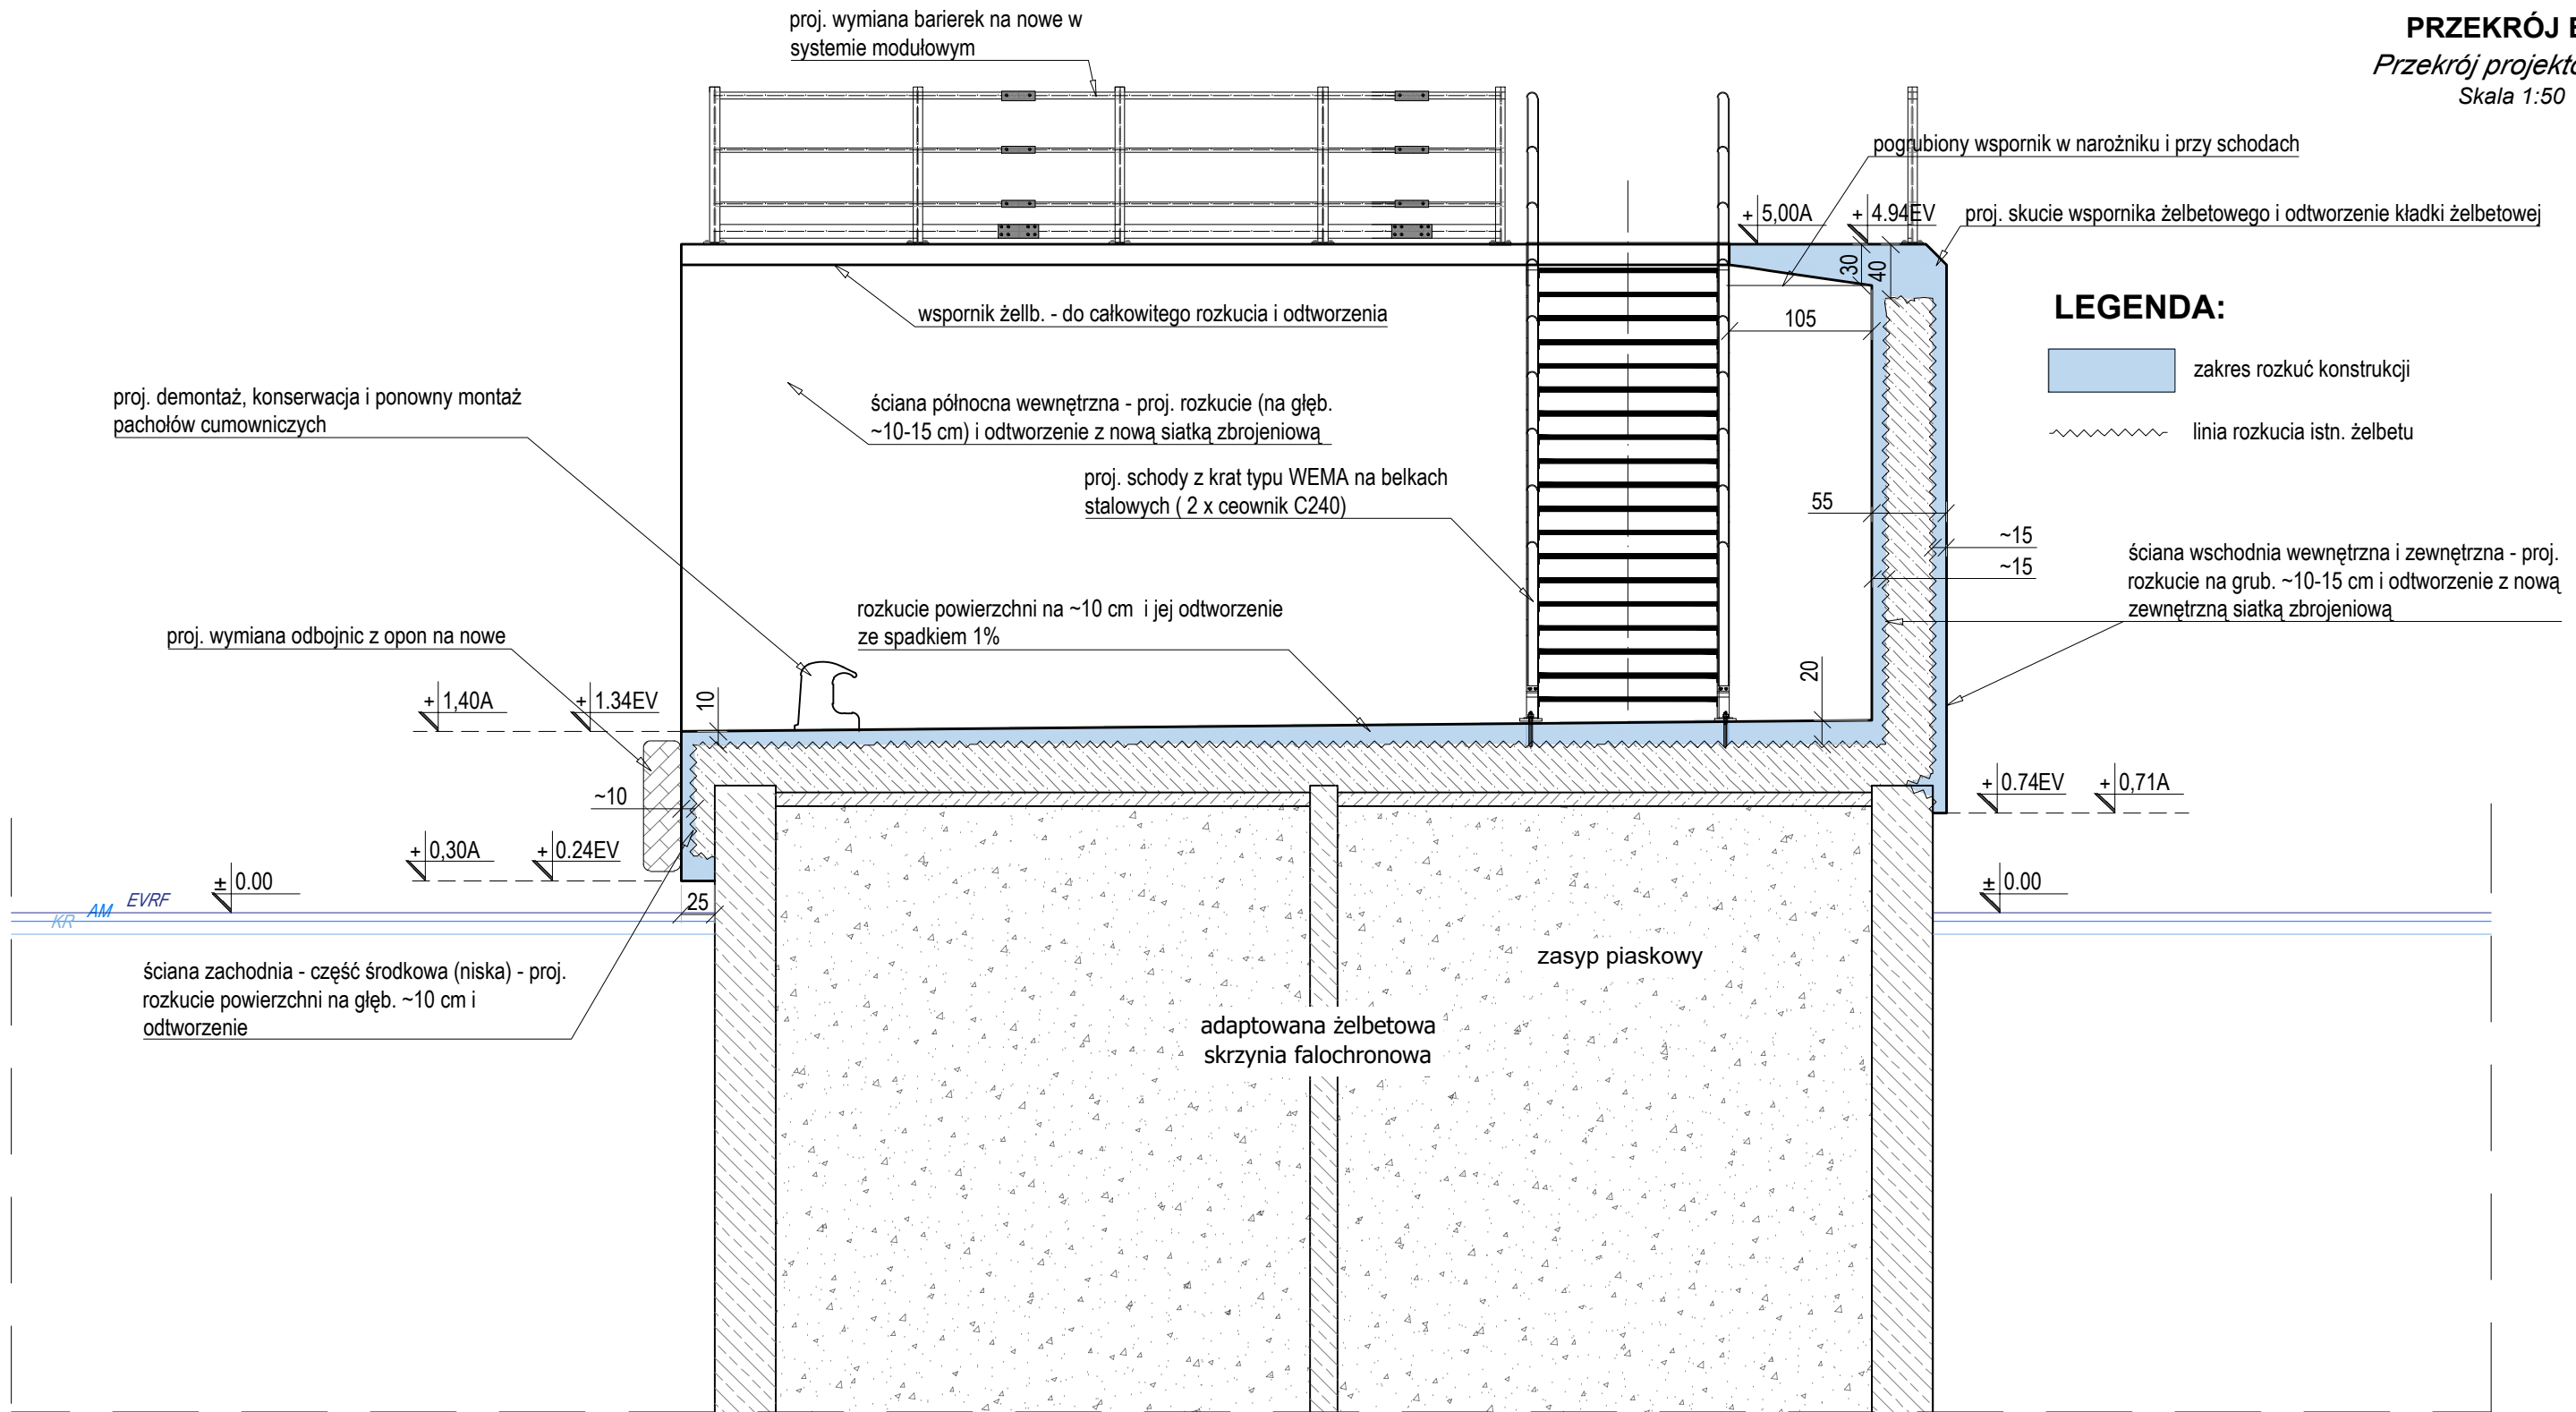 proj. wymiana barierek na nowe w
systemie modułowym
PRZEKRÓJ
Przekrój
Skala 1:50
pogrubiony wspornik w narożniku i przy schodach
+ 5,00A
+ 4.94EV
proj. skucie wspornika żelbetowego i odtworzenie kładki żelbetowej
30
40
wspornik żellb. - do całkowitego rozkucia i odtworzenia
105
LEGENDA:
zakres rozkuć konstrukcji
linia rozkucia istn. żelbetu
proj. demontaż, konserwacja i ponowny montaż
pachołów cumowniczych
ściana północna wewnętrzna - proj. rozkucie (na głęb.
~10-15 cm) i odtworzenie z nową siatką zbrojeniową
proj. schody z krat typu WEMA na belkach
stalowych ( 2 x ceownik C240)
55
~15
~15
ściana wschodnia wewnętrzna i zewnętrzna - proj.
rozkucie na grub. ~10-15 cm i odtworzenie z nową
zewnętrzną siatką zbrojeniową
rozkucie powierzchni na ~10 cm i jej odtworzenie
ze spadkiem 1%
proj. wymiana odbojnic z opon na nowe
+ 1,40A
+ 1.34EV
10
20
~10
+ 0.74EV
+ 0,71A
+ 0,30A
+ 0.24EV
± 0.00
± 0.00
KR
AM
EVRF
25
zasyp piaskowy
ściana zachodnia - część środkowa (niska) - proj.
rozkucie powierzchni na głęb. ~10 cm i
odtworzenie
adaptowana żelbetowa
skrzynia falochronowa